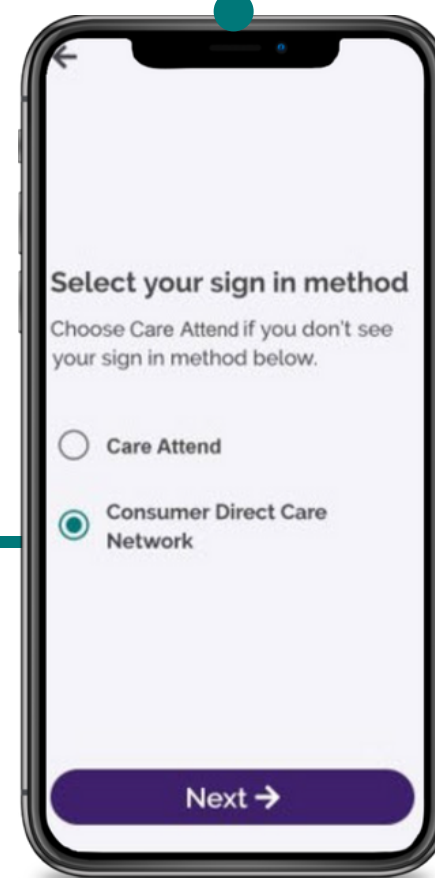 Select your sign in method
Choose Care Attend if you don't see
your sign in method below.
Care Attend
Consumer Direct Care
Network
Next →